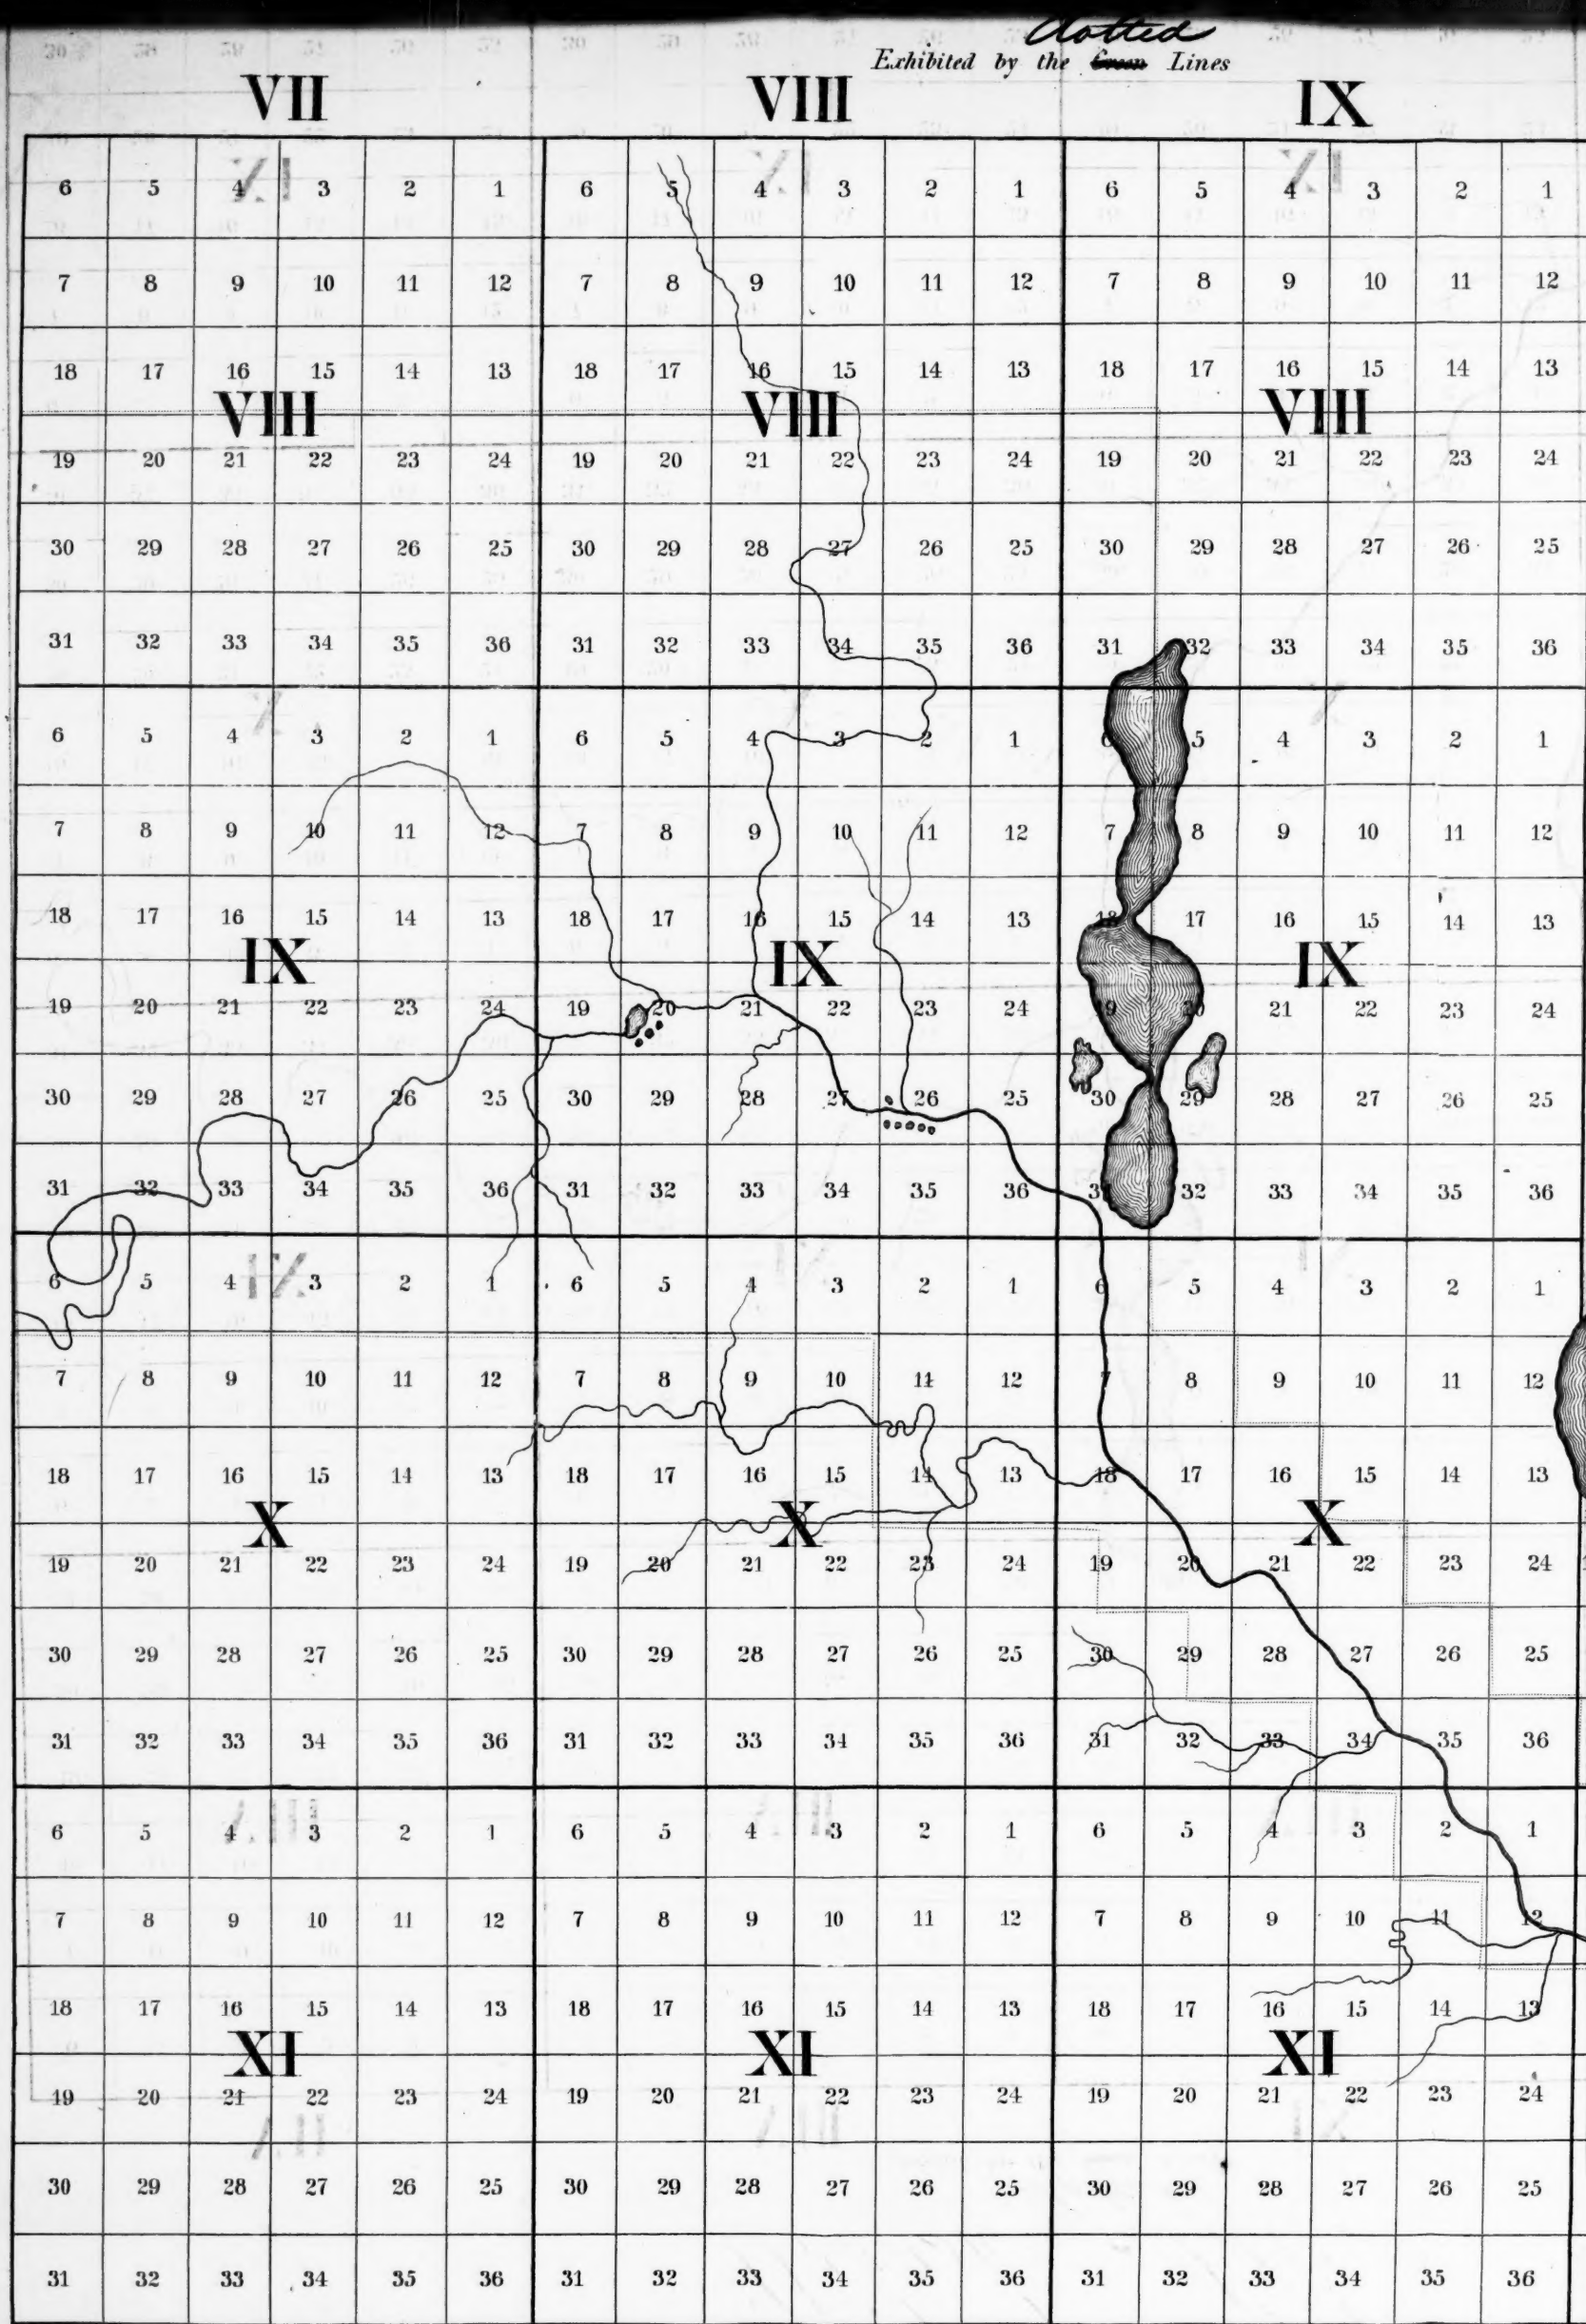 dotted
Exhibited by the Green Lines
VII VIII IX
6 5 4 3 2 1 6 5 4 3 2 1 6 5 4 3 2 1
7 8 9 10 11 12 7 8 9 10 11 12 7 8 9 10 11 12
18 17 16 15 14 13 18 17 16 15 14 13 18 17 16 15 14 13
VIII VIII VIII
19 20 21 22 23 24 19 20 21 22 23 24 19 20 21 22 23 24
30 29 28 27 26 25 30 29 28 27 26 25 30 29 28 27 26 25
31 32 33 34 35 36 31 32 33 34 35 36 31 32 33 34 35 36
6 5 4 3 2 1 6 5 4 3 2 1 6 5 4 3 2 1
7 8 9 10 11 12 7 8 9 10 11 12 7 8 9 10 11 12
18 17 16 15 14 13 18 17 16 15 14 13 18 17 16 15 14 13
IX IX IX
19 20 21 22 23 24 19 20 21 22 23 24 19 20 21 22 23 24
30 29 28 27 26 25 30 29 28 27 26 25 30 29 28 27 26 25
31 32 33 34 35 36 31 32 33 34 35 36 31 32 33 34 35 36
6 5 4 3 2 1 6 5 4 3 2 1 6 5 4 3 2 1
7 8 9 10 11 12 7 8 9 10 11 12 7 8 9 10 11 12
18 17 16 15 14 13 18 17 16 15 14 13 18 17 16 15 14 13
X X X
19 20 21 22 23 24 19 20 21 22 23 24 19 20 21 22 23 24
30 29 28 27 26 25 30 29 28 27 26 25 30 29 28 27 26 25
31 32 33 34 35 36 31 32 33 34 35 36 31 32 33 34 35 36
6 5 4 3 2 1 6 5 4 3 2 1 6 5 4 3 2 1
7 8 9 10 11 12 7 8 9 10 11 12 7 8 9 10 11 12
18 17 16 15 14 13 18 17 16 15 14 13 18 17 16 15 14 13
XI XI XI
19 20 21 22 23 24 19 20 21 22 23 24 19 20 21 22 23 24
30 29 28 27 26 25 30 29 28 27 26 25 30 29 28 27 26 25
31 32 33 34 35 36 31 32 33 34 35 36 31 32 33 34 35 36